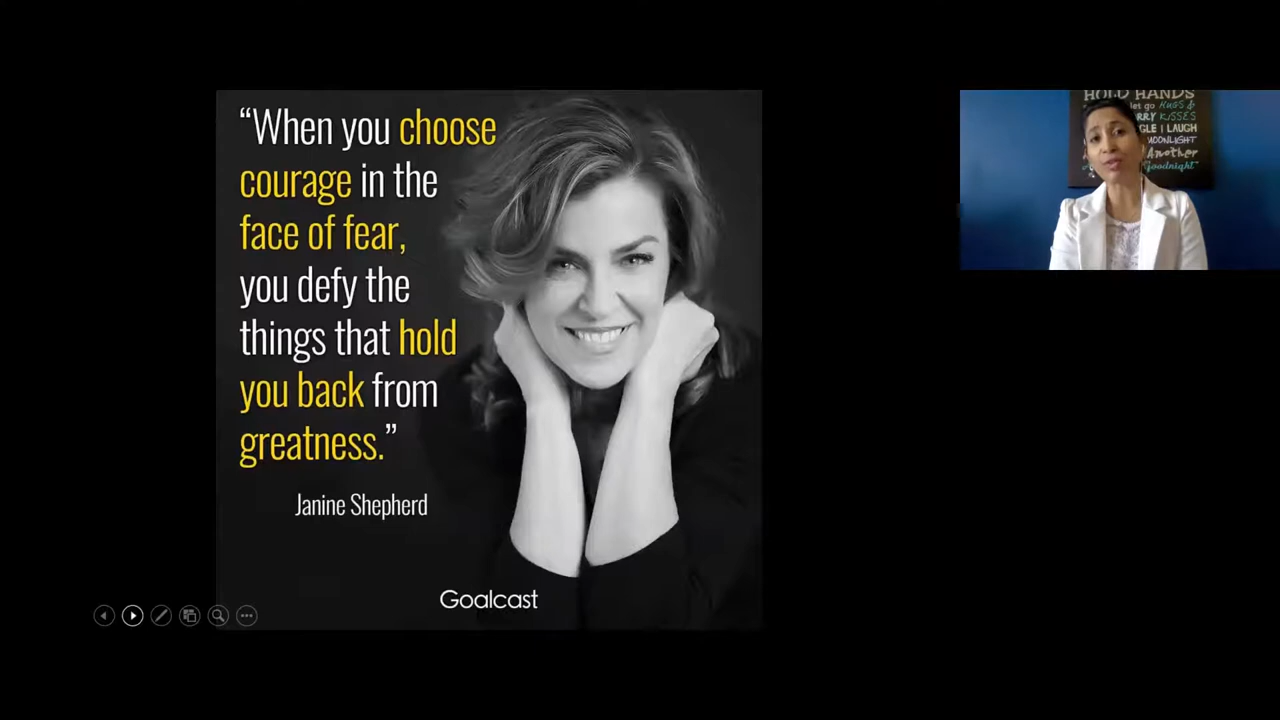 “When you choose
courage in the
face of fear,
you defy the
things that hold
you back from
greatness.”
Janine Shepherd
Goalcast
HOLD HANDS
let go HUGS &
KISSES
I LAUGH
MOONLIGHT
Another
Goodnight”